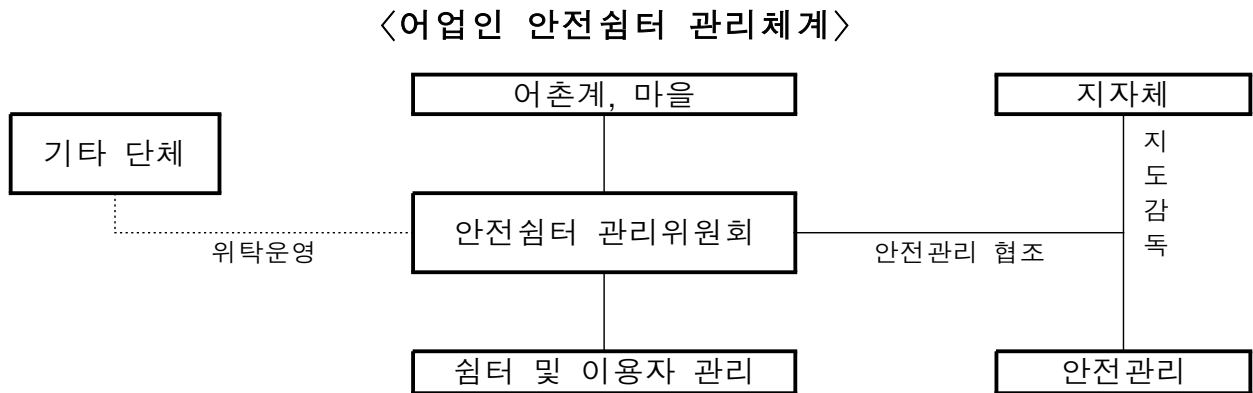 〈어업인 안전쉼터 관리체계〉
어촌계, 마을
지자체
기타 단체
지도감독
안전쉼터 관리위원회
위탁운영
안전관리 협조
쉼터 및 이용자 관리
안전관리